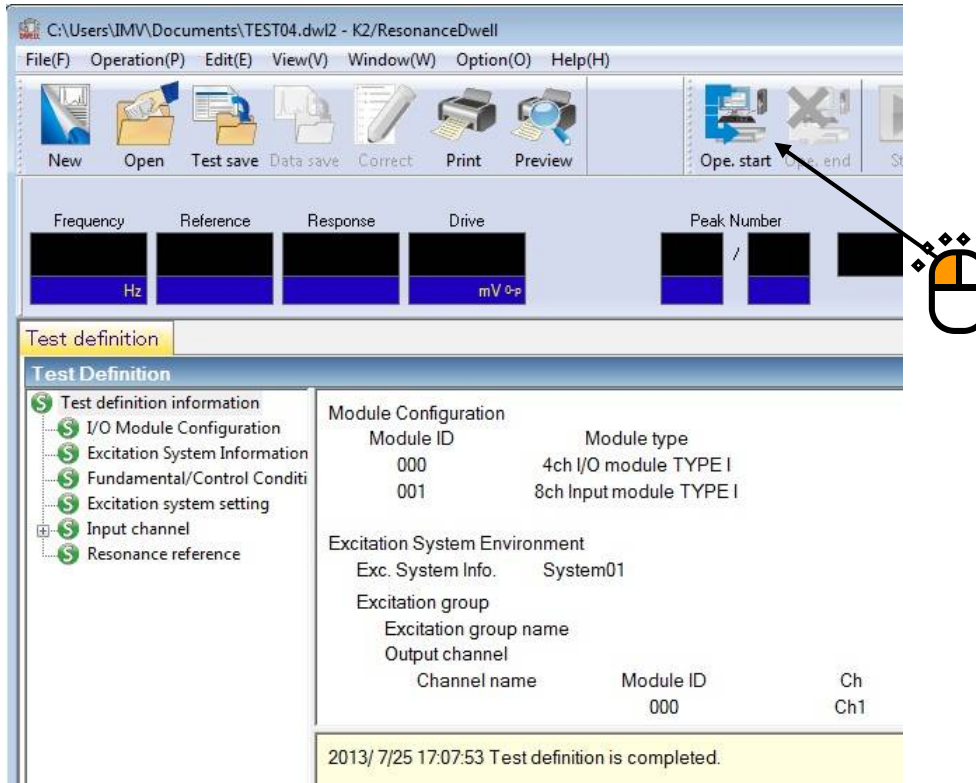 C:\Users\IMV\Documents\TEST04.dwl2 - K2/ResonanceDwell
File(F) Operation(P) Edit(E) View(V) Window(W) Option(O) Help(H)
New Open Test save Data save Correct Print Preview Ope. start Ope. end St
Frequency Reference Response Drive Peak Number
/
Hz mV 0-p
Test definition
Test Definition
Test definition information
I/O Module Configuration
Excitation System Information
Fundamental/Control Conditi
Excitation system setting
Input channel
Resonance reference
Module Configuration
Module ID Module type
000 4ch I/O module TYPE I
001 8ch Input module TYPE I
Excitation System Environment
Exc. System Info. System01
Excitation group
Excitation group name
Output channel
Channel name Module ID Ch
000 Ch1
2013/ 7/25 17:07:53 Test definition is completed.